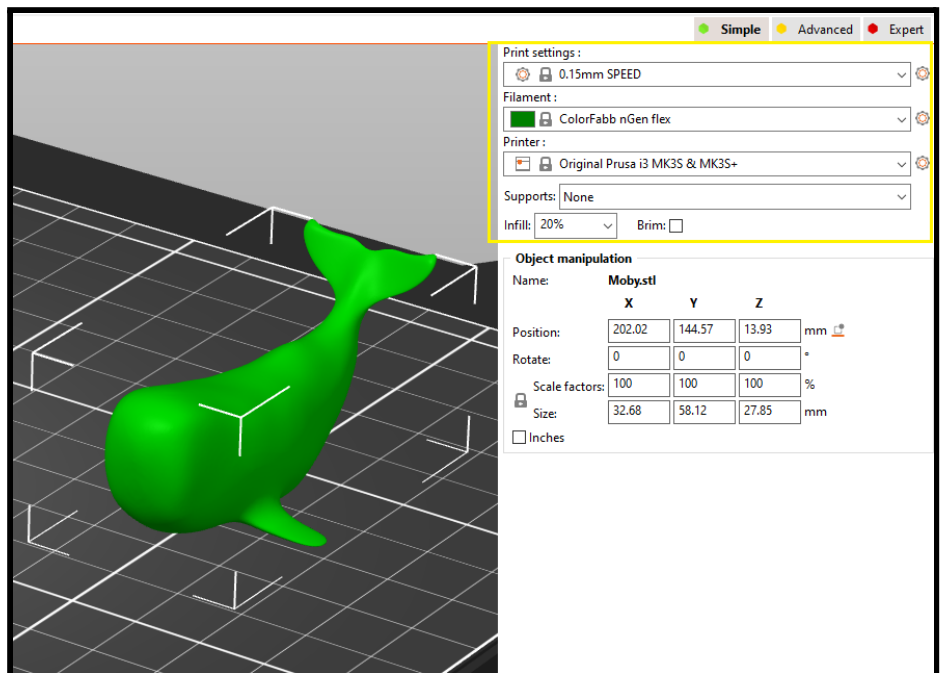 Simple Advanced Expert
Print settings :
0.15mm SPEED
Filament :
ColorFabb nGen flex
Printer :
Original Prusa i3 MK3S & MK3S+
Supports: None
Infill: 20% Brim:
Object manipulation
Name: Moby.stl
X Y Z
Position: 202.02 144.57 13.93 mm
Rotate: 0 0 0 °
Scale factors: 100 100 100 %
Size: 32.68 58.12 27.85 mm
Inches